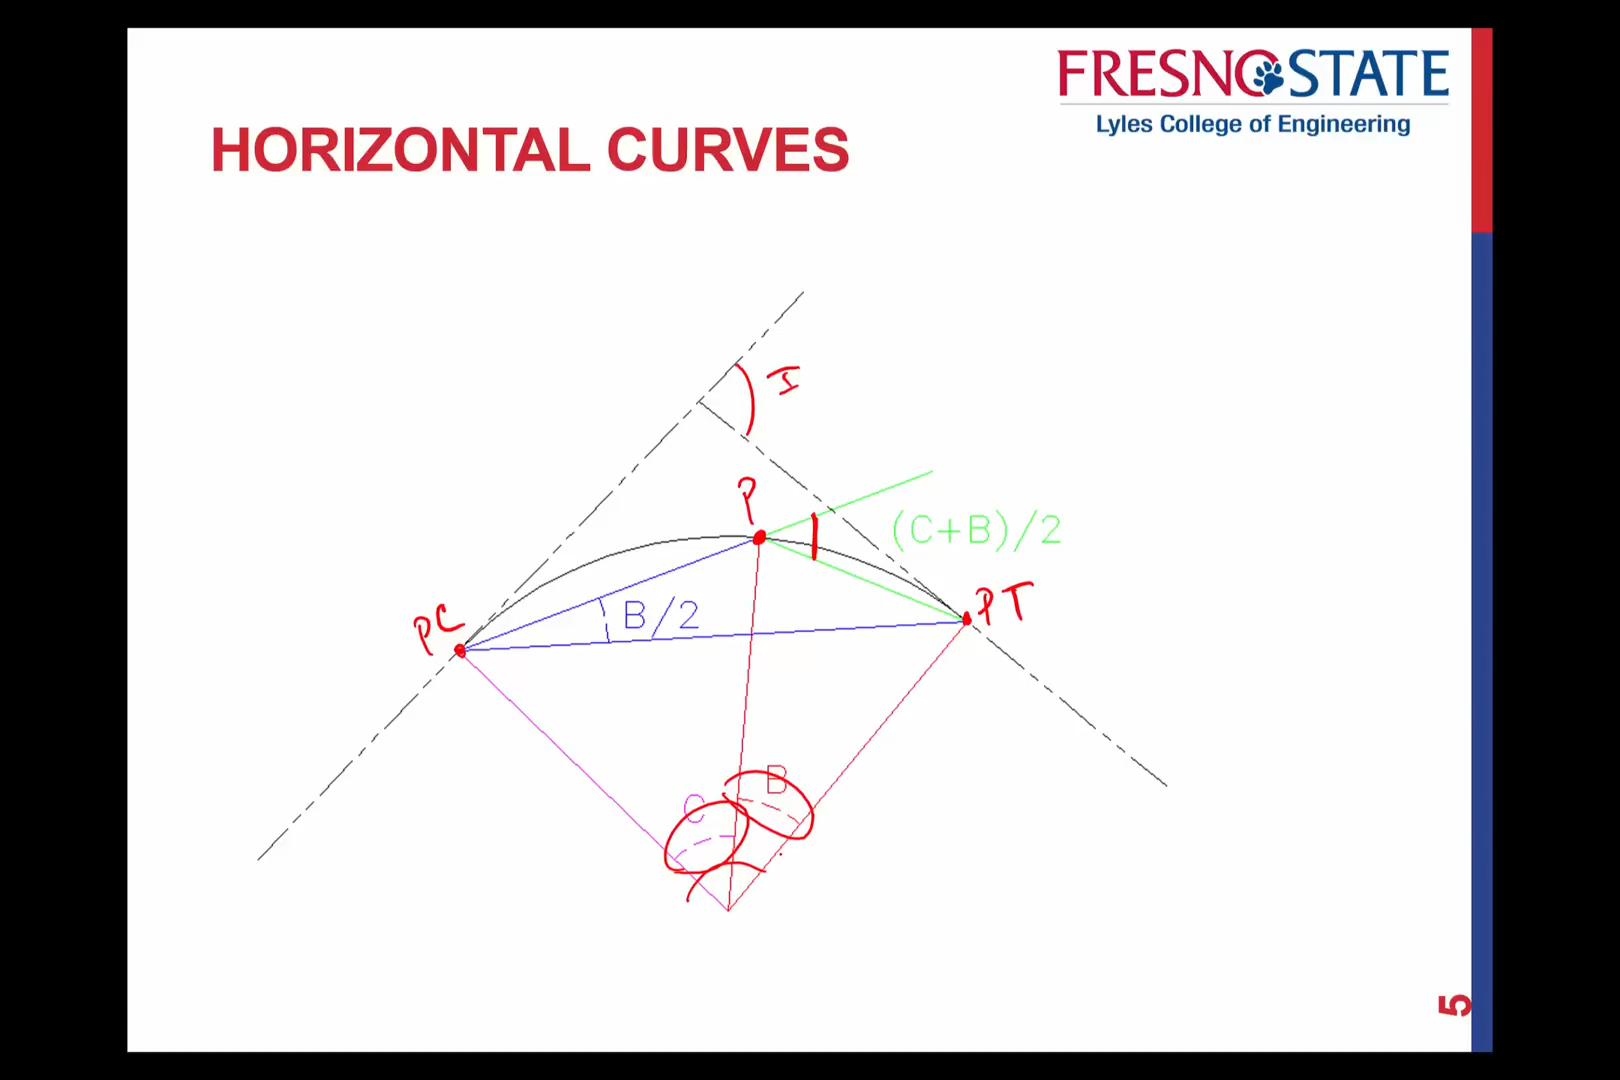 FRESNO STATE
Lyles College of Engineering
HORIZONTAL CURVES
I
P
(C+B)/2
PT
B/2
PC
B
C
5